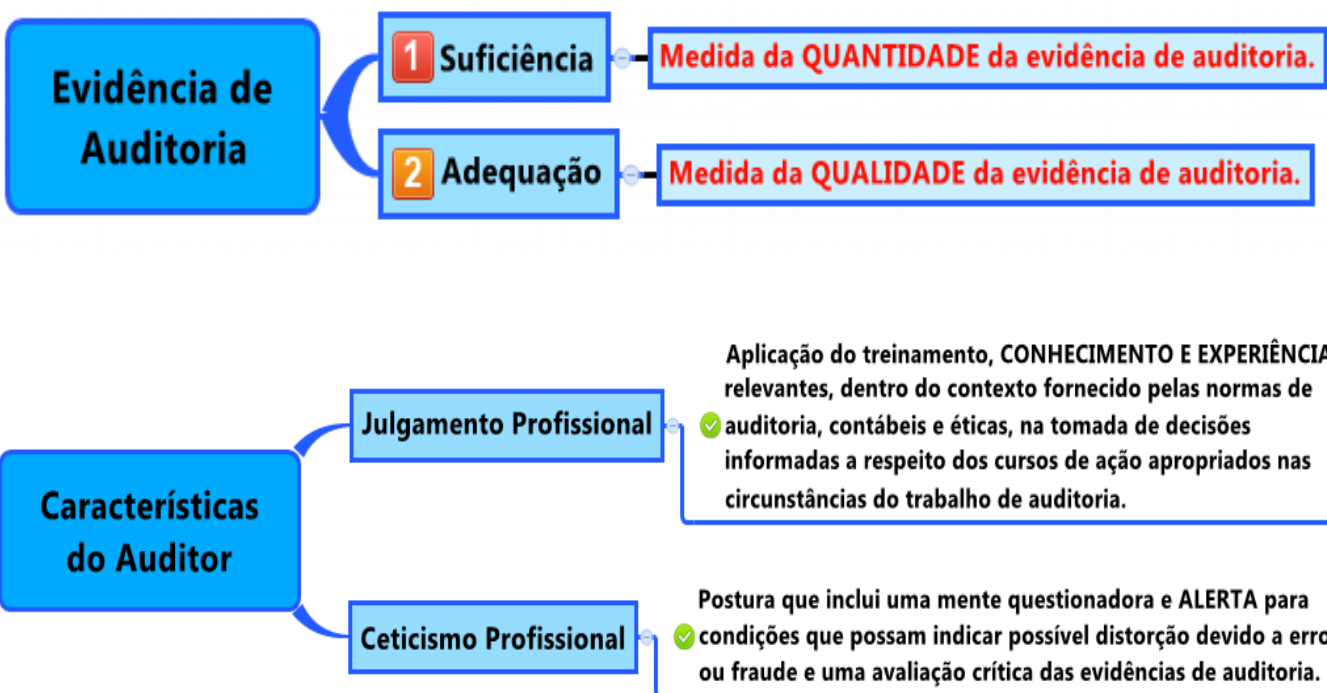 Evidência de
Auditoria
1 Suficiência
Medida da QUANTIDADE da evidência de auditoria.
2 Adequação
Medida da QUALIDADE da evidência de auditoria.
Características
do Auditor
Julgamento Profissional
Aplicação do treinamento, CONHECIMENTO E EXPERIÊNCIA
relevantes, dentro do contexto fornecido pelas normas de
auditoria, contábeis e éticas, na tomada de decisões
informadas a respeito dos cursos de ação apropriados nas
circunstâncias do trabalho de auditoria.
Ceticismo Profissional
Postura que inclui uma mente questionadora e ALERTA para
condições que possam indicar possível distorção devido a erro
ou fraude e uma avaliação crítica das evidências de auditoria.